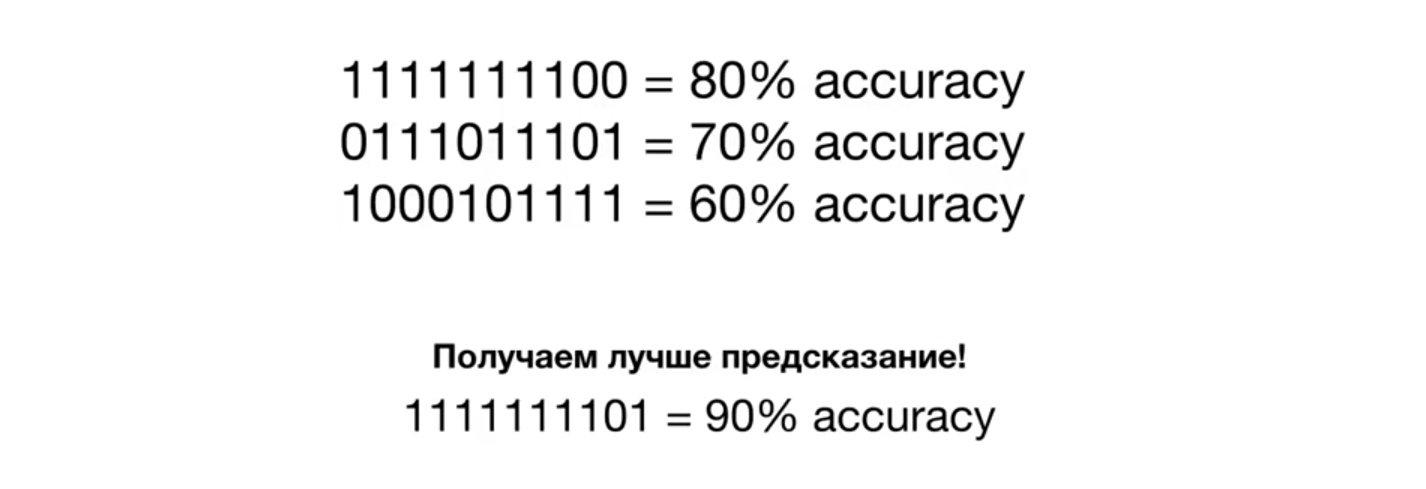 1111111100 = 80% accuracy
0111011101 = 70% accuracy
1000101111 = 60% accuracy
Получаем лучше предсказание!
1111111101 = 90% accuracy